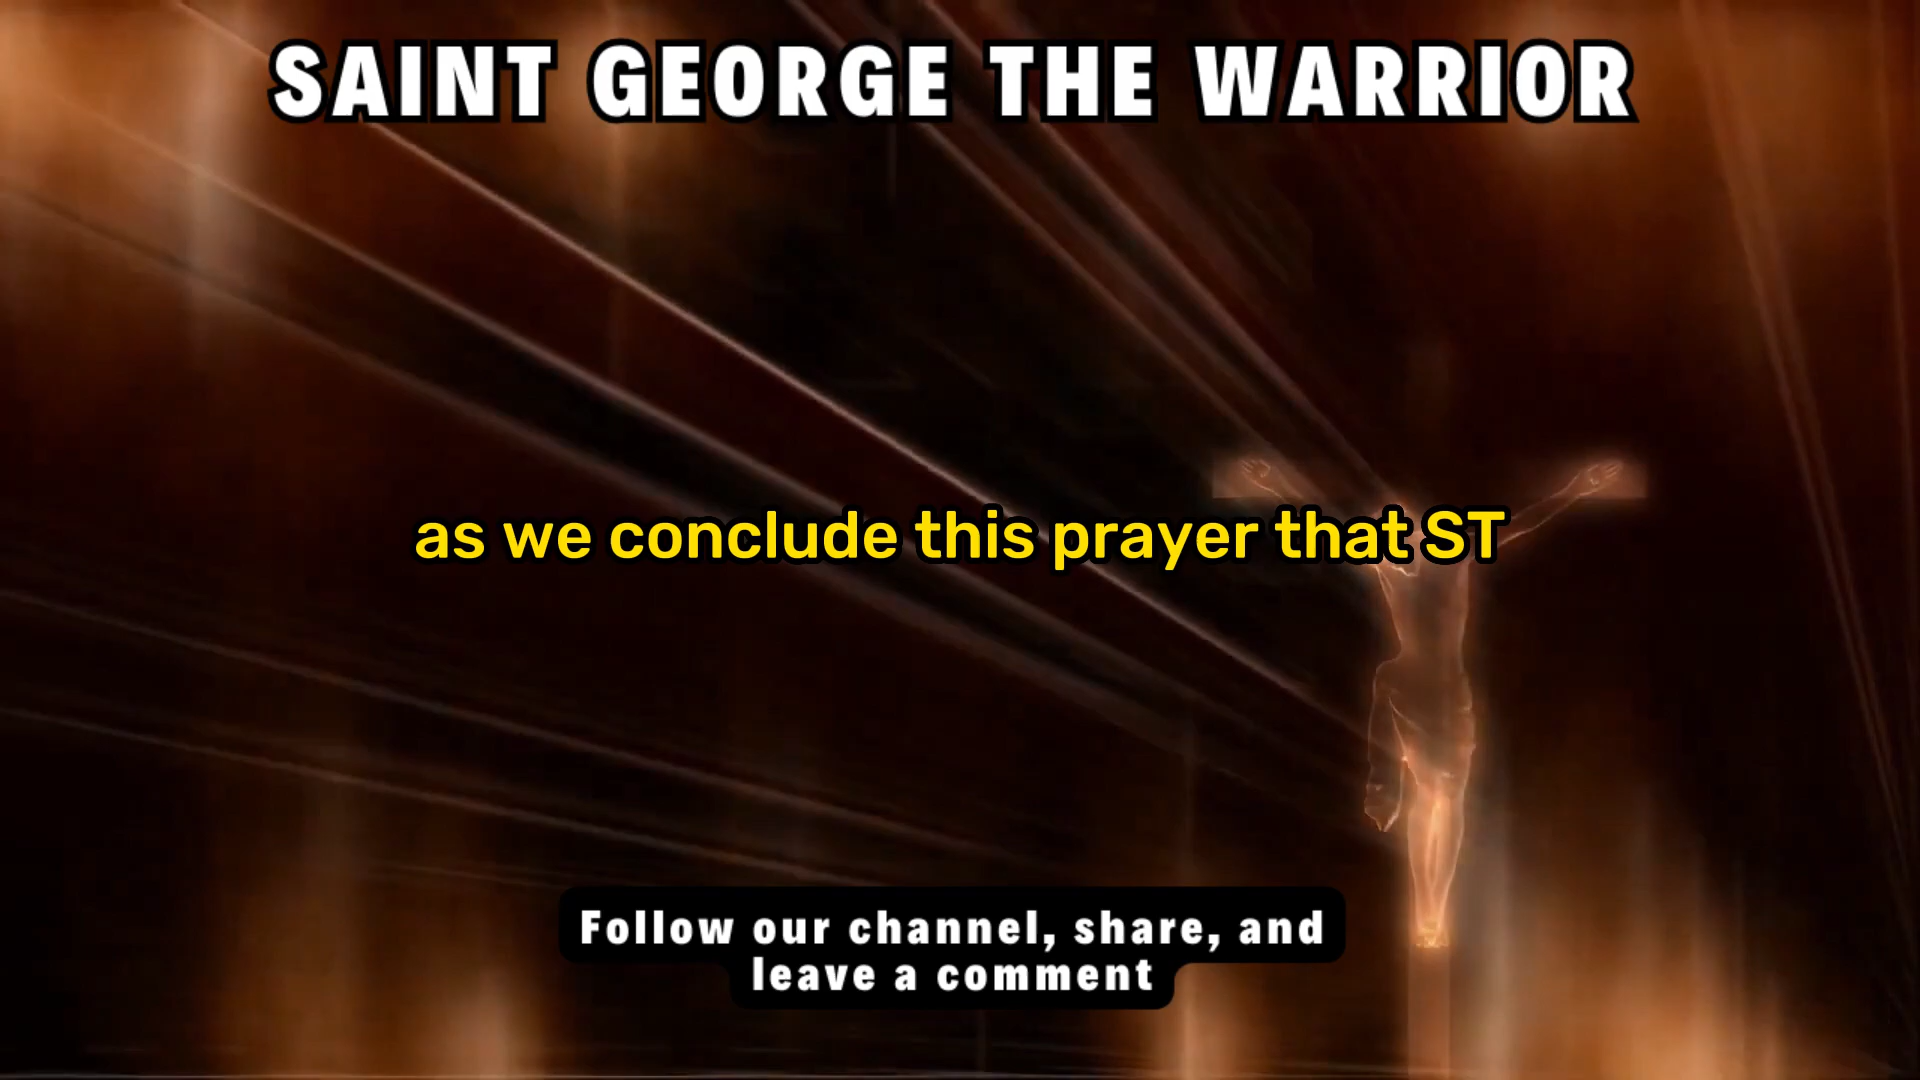 SAINT GEORGE THE WARRIOR
as we conclude this prayer that ST
Follow our channel, share, and
leave a comment